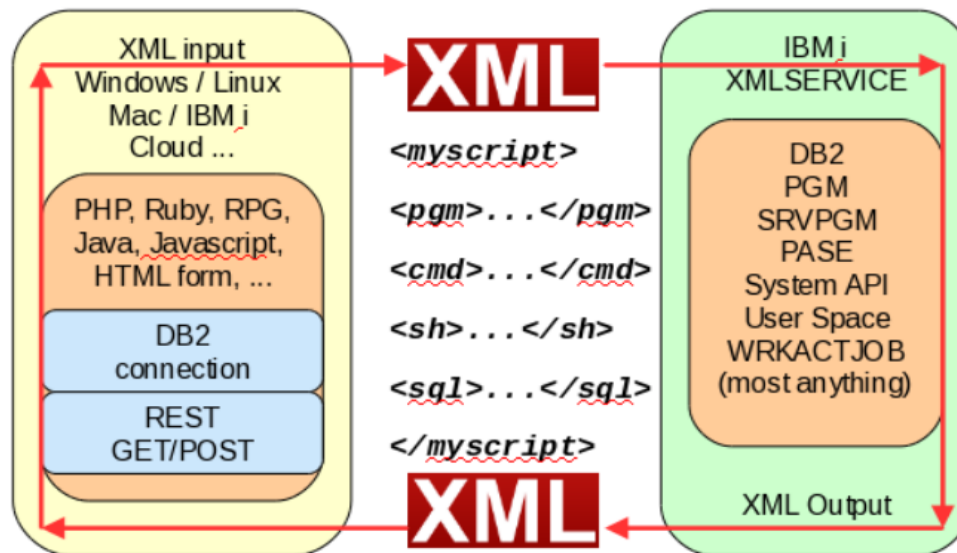 XML input
Windows / Linux
Mac / IBM i
Cloud ...
PHP, Ruby, RPG,
Java, Javascript,
HTML form, ...
DB2
connection
REST
GET/POST
XML
<myscript>
<pgm>...</pgm>
<cmd>...</cmd>
<sh>...</sh>
<sql>...</sql>
</myscript>
XML
IBM i
XMLSERVICE
DB2
PGM
SRVPGM
PASE
System API
User Space
WRKACTJOB
(most anything)
XML Output